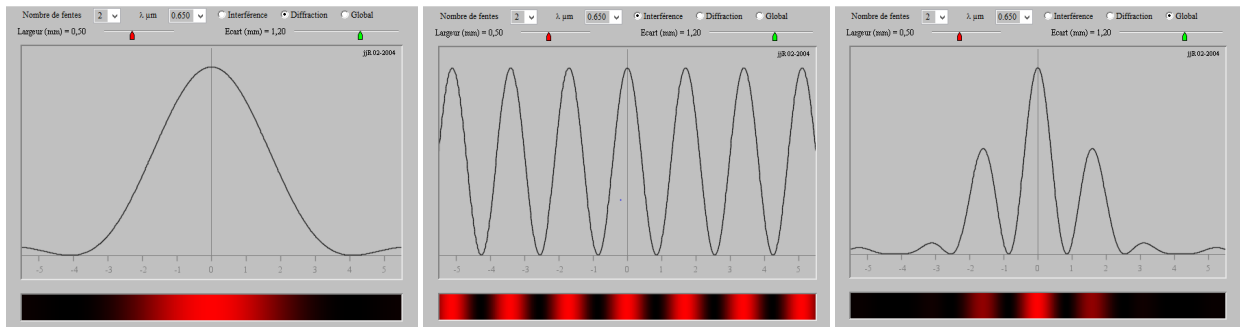 Nombre de fentes 2 λ µm 0.650 Interférence Diffraction Global
Largeur (mm) = 0,50 Ecart (mm) = 1,20
jjR 02-2004
-5 -4 -3 -2 -1 0 1 2 3 4 5
Nombre de fentes 2 λ µm 0.650 Interférence Diffraction Global
Largeur (mm) = 0,50 Ecart (mm) = 1,20
jjR 02-2004
-5 -4 -3 -2 -1 0 1 2 3 4 5
Nombre de fentes 2 λ µm 0.650 Interférence Diffraction Global
Largeur (mm) = 0,50 Ecart (mm) = 1,20
jjR 02-2004
-5 -4 -3 -2 -1 0 1 2 3 4 5